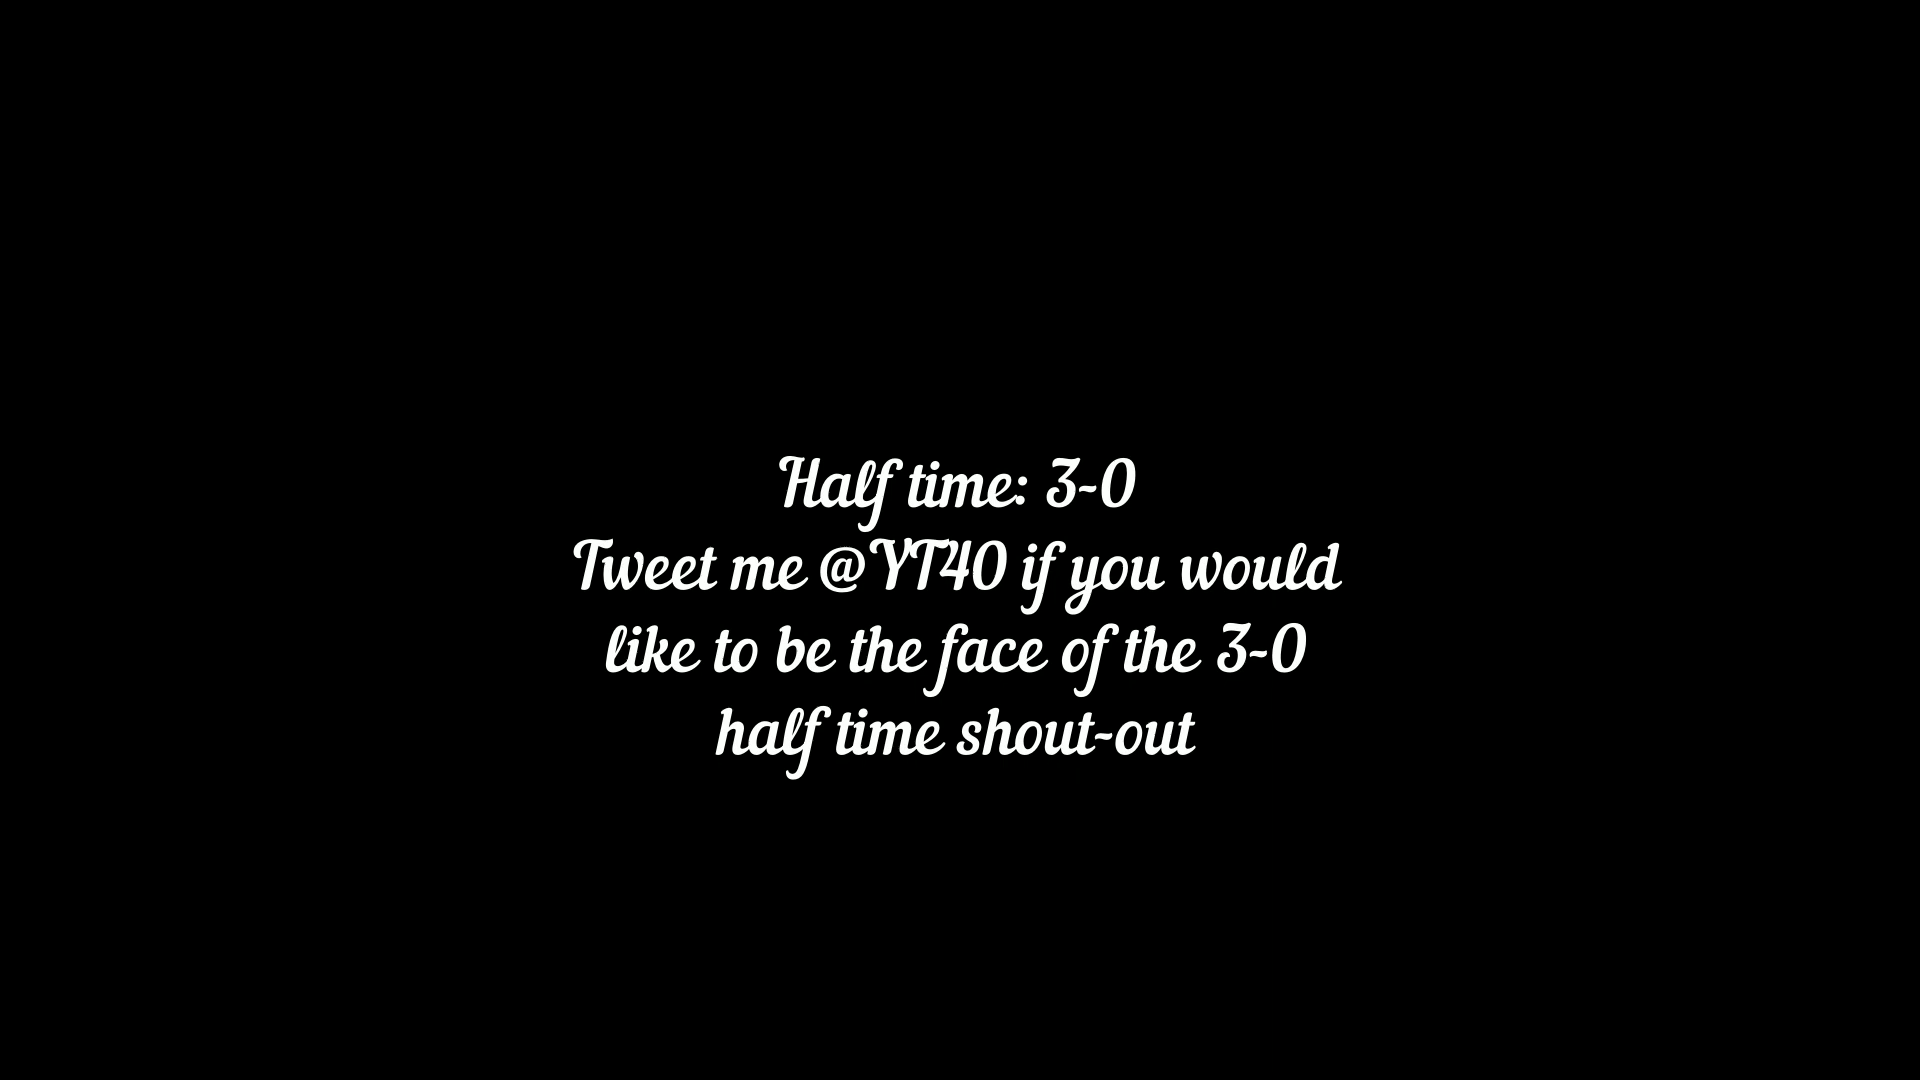 Half time: 3-0
Tweet me @YT40 if you would
like to be the face of the 3-0
half time shout-out